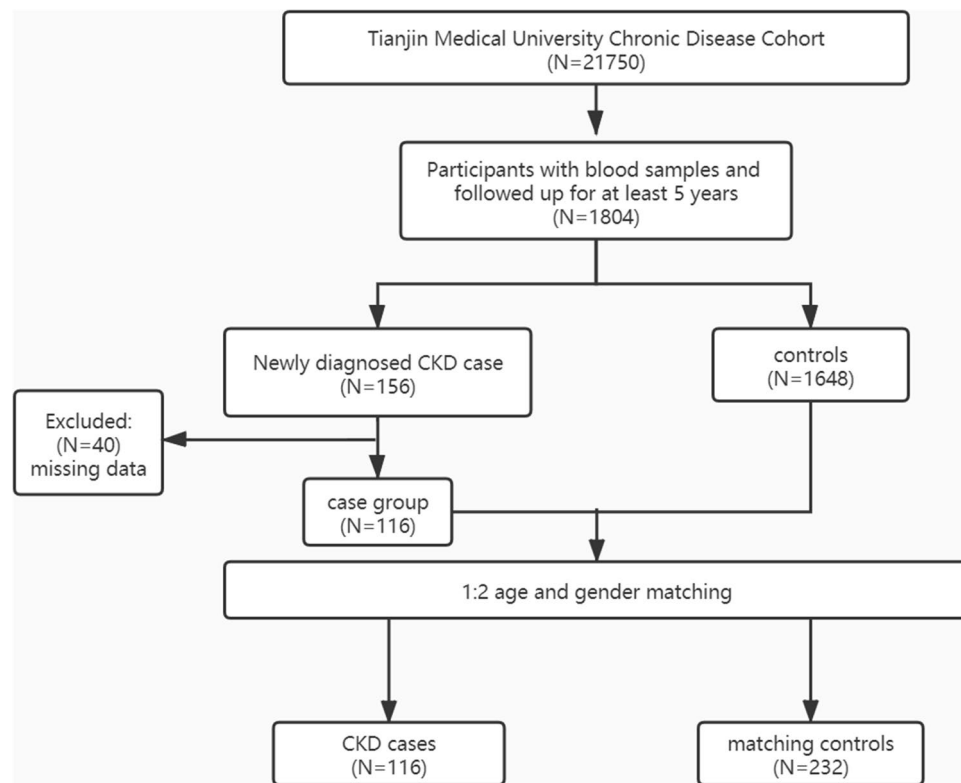 Tianjin Medical University Chronic Disease Cohort
(N=21750)
Participants with blood samples and
followed up for at least 5 years
(N=1804)
Newly diagnosed CKD case
(N=156)
controls
(N=1648)
Excluded:
(N=40)
missing data
case group
(N=116)
1:2 age and gender matching
CKD cases
(N=116)
matching controls
(N=232)